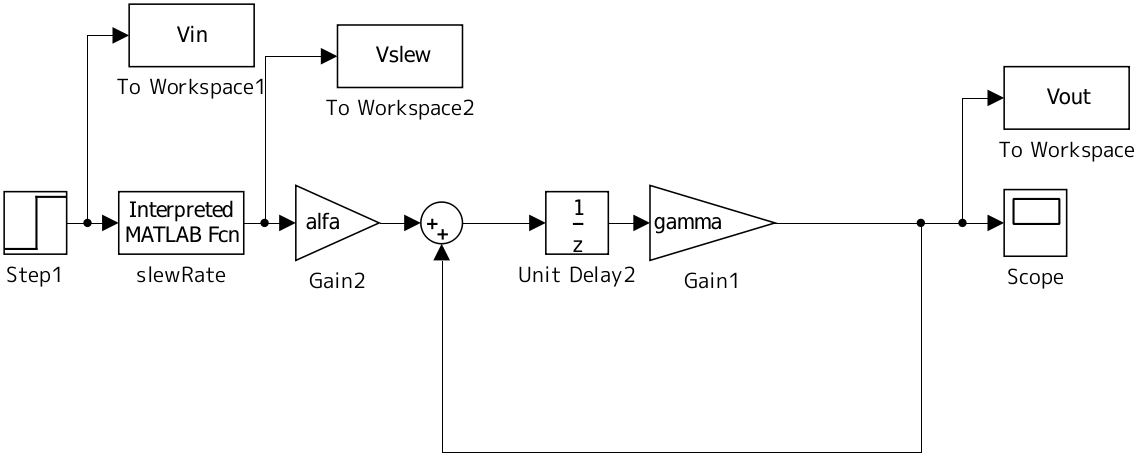 Vin
To Workspace1
Vslew
To Workspace2
Vout
To Workspace
Step1
Interpreted
MATLAB Fcn
slewRate
alfa
Gain2
+
+
1
z
Unit Delay2
gamma
Gain1
Scope